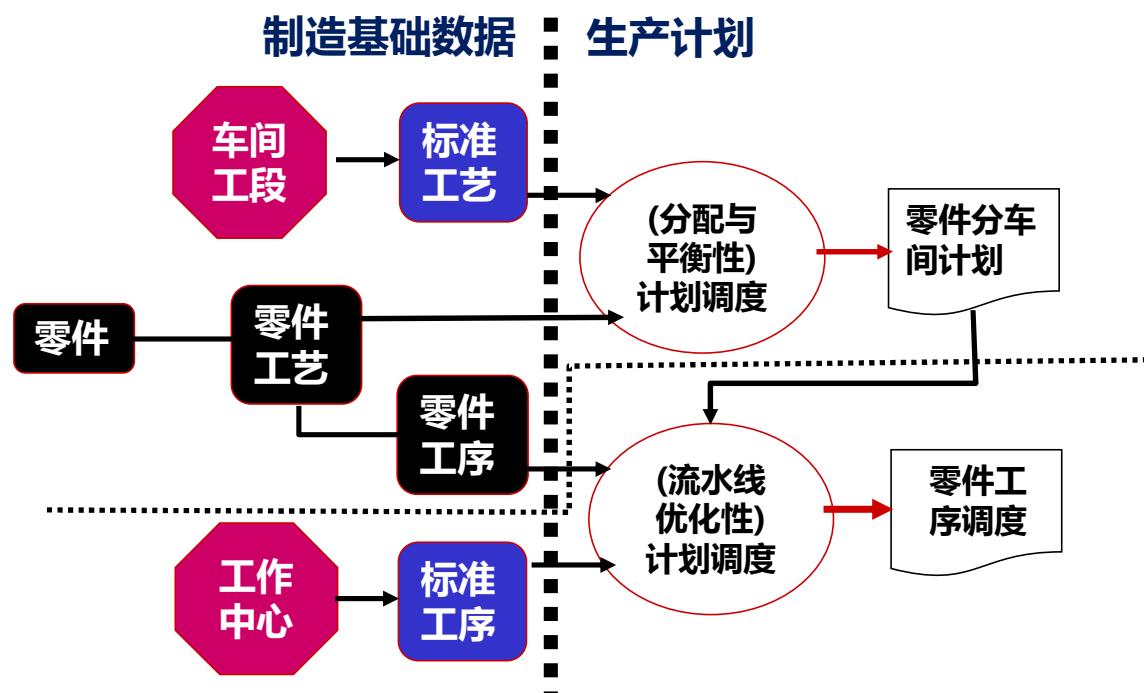 制造基础数据
生产计划
车间
工段
标准
工艺
(分配与
平衡性)
计划调度
零件分车
间计划
零件
零件
工艺
零件
工序
(流水线
优化性)
计划调度
零件工
序调度
工作
中心
标准
工序